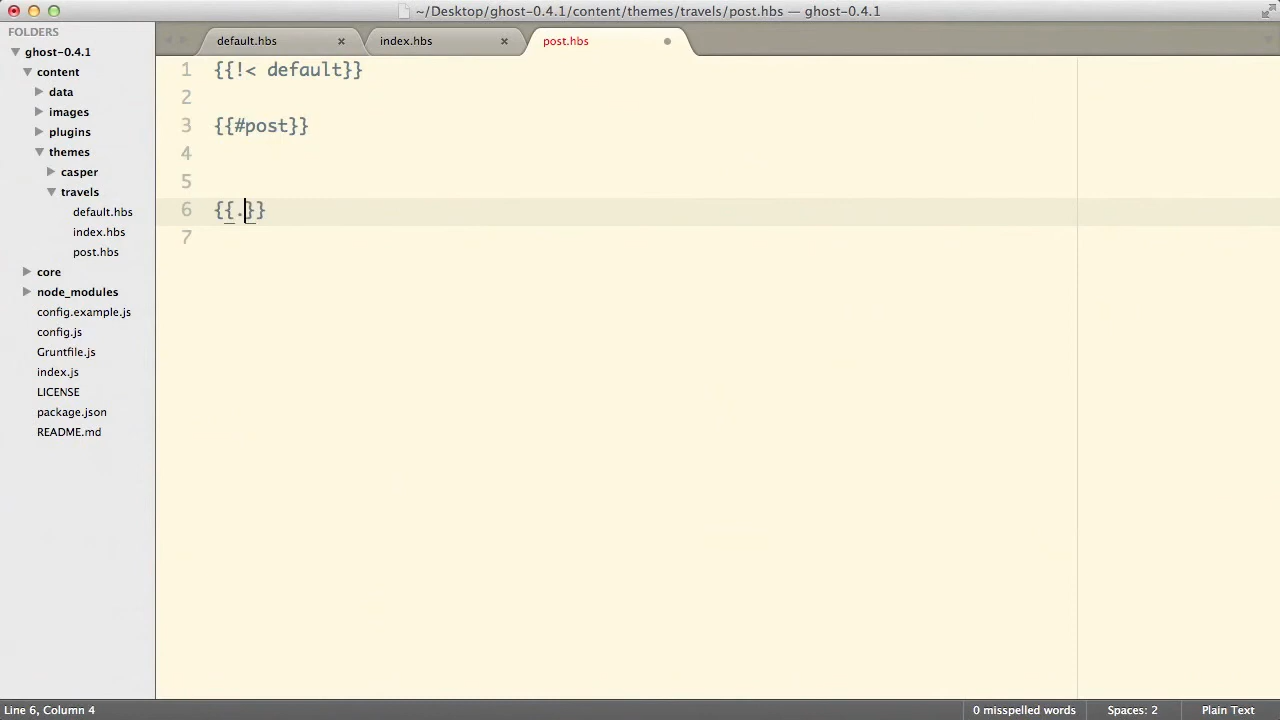 ~/Desktop/ghost-0.4.1/content/themes/travels/post.hbs — ghost-0.4.1
FOLDERS
ghost-0.4.1
content
data
images
plugins
themes
casper
travels
default.hbs
index.hbs
post.hbs
core
node_modules
config.example.js
config.js
Gruntfile.js
index.js
LICENSE
package.json
README.md
default.hbs × index.hbs × post.hbs
1 {{!< default}}
2
3 {{#post}}
4
5
6 {{.}}
7
Line 6, Column 4 0 misspelled words Spaces: 2 Plain Text